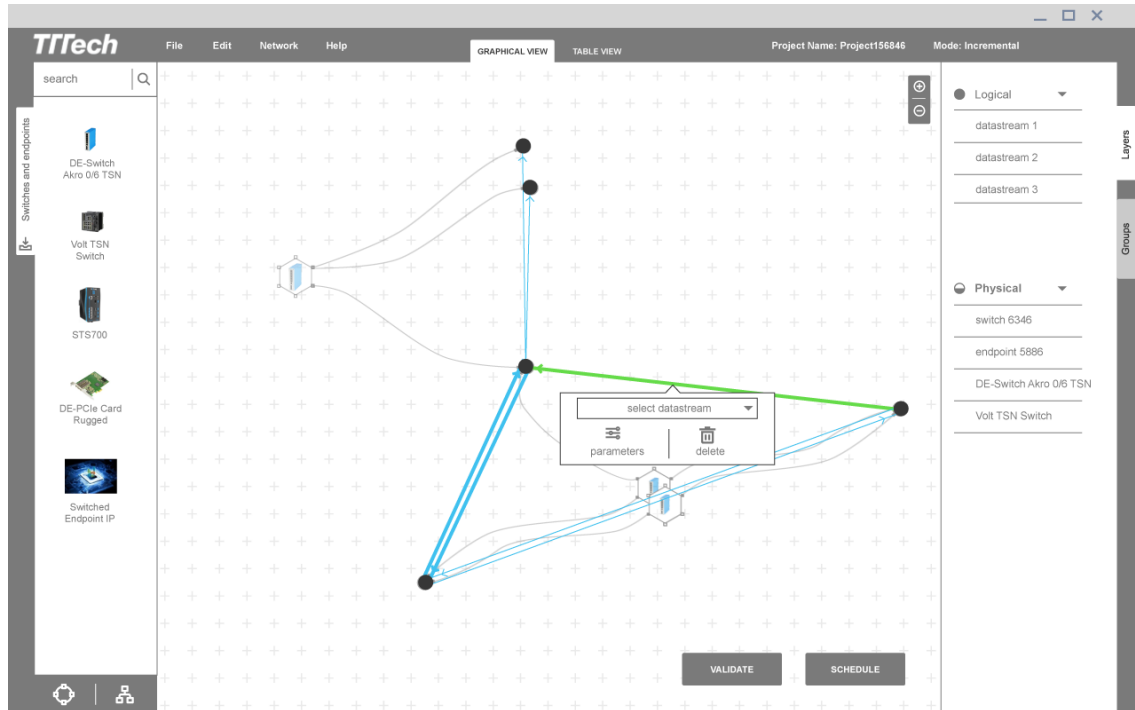 TTTech
File Edit Network Help
GRAPHICAL VIEW
TABLE VIEW
Project Name: Project156846
Mode: Incremental
search
Switches and endpoints
DE-Switch
Akro 0/6 TSN
Volt TSN
Switch
STS700
DE-PCIe Card
Rugged
Switched
Endpoint IP
select datastream
parameters
delete
VALIDATE
SCHEDULE
Logical
datastream 1
datastream 2
datastream 3
Physical
switch 6346
endpoint 5886
DE-Switch Akro 0/6 TSN
Volt TSN Switch
Layers
Groups